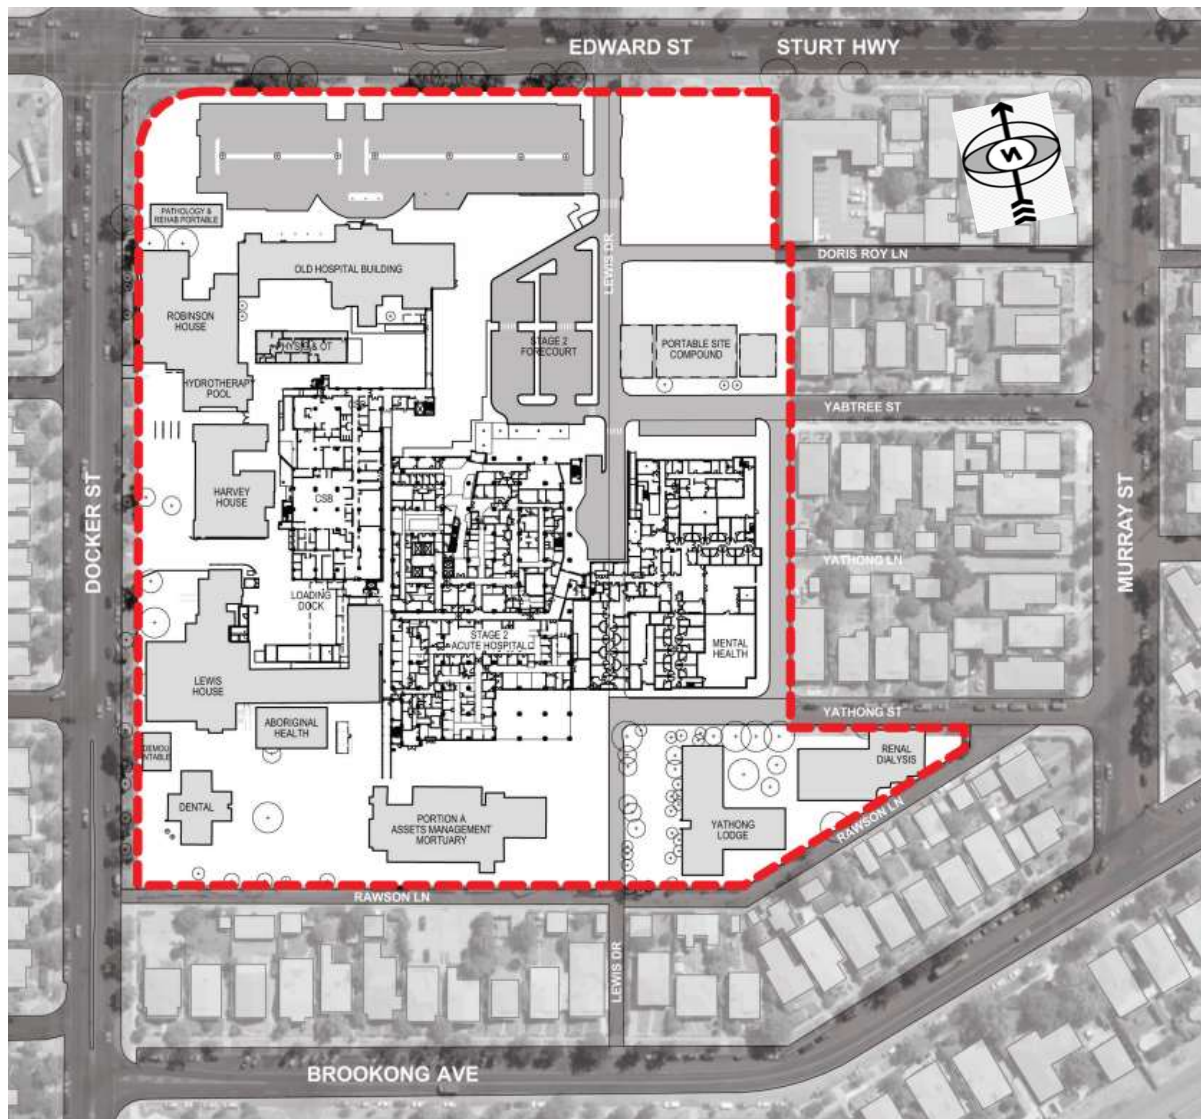 EDWARD ST
STURT HWY
PATHOLOGY &
REHAB PORTABLE
N
DORIS ROY LN
LEWIS DR
OLD HOSPITAL BUILDING
ROBINSON
HOUSE
PHYSIO & OT
STAGE 2
FORECOURT
PORTABLE SITE
COMPOUND
HYDROTHERAPY
POOL
YABTREE ST
HARVEY
HOUSE
CSB
DOCKER ST
MURRAY ST
YATHONG LN
LOADING
DOCK
STAGE 2
ACUTE HOSPITAL
MENTAL
HEALTH
LEWIS
HOUSE
ABORIGINAL
HEALTH
YATHONG ST
DEMOU
NTABLE
RENAL
DIALYSIS
DENTAL
PORTION A
ASSETS MANAGEMENT
MORTUARY
YATHONG
LODGE
RAWSON LN
RAWSON LN
LEWIS DR
BROOKONG AVE